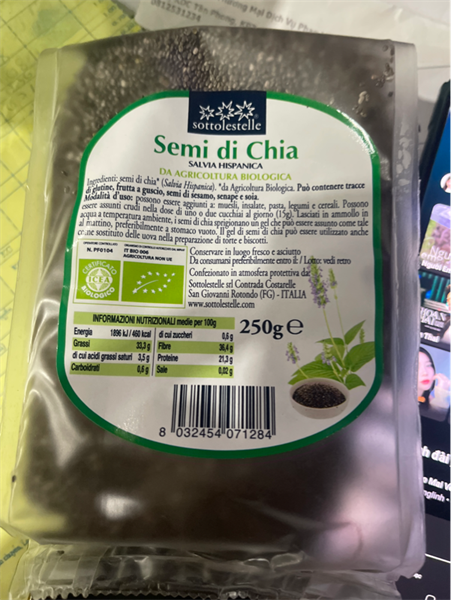 0812531234
sottolestelle
Semi di Chia
SALVIA HISPANICA
DA AGRICOLTURA BIOLOGICA
Ingredienti: semi di chia* (Salvia Hispanica). *da Agricoltura Biologica. Può contenere tracce
di glutine, frutta a guscio, semi di sesamo, senape e soia.
Modalità d'uso: possono essere aggiunti a: muesli, insalate, pasta, legumi e cereali. Possono
essere assunti crudi nella dose di uno o due cucchiai al giorno (15g). Lasciati in ammollo in
acqua a temperatura ambiente, i semi di chia sprigionano un gel che può essere assunto come tale
al mattino, preferibilmente a stomaco vuoto. Il gel di semi di chia può essere utilizzato anche
come sostituto delle uova nella preparazione di torte e biscotti.
N. PF0104
IT BIO 006
AGRICOLTURA NON UE
CERTIFICATO
BIOLOGICO
Conservare in luogo fresco e asciutto
Da consumarsi preferibilmente entro il: / Lotto: vedi retro
Confezionato in atmosfera protettiva da:
Sottolestelle srl Contrada Costarelle
San Giovanni Rotondo (FG) - ITALIA
www.sottolestelle.com
INFORMAZIONI NUTRIZIONALI medie per 100g
Energia 1896 kJ / 460 kcal di cui zuccheri 0,6g
Grassi 33,3g Fibre 36,4g
di cui acidi grassi saturi 3,5g Proteine 21,3g
Carboidrati 0,6g Sale 0,02g
250g e
8 032454 071284